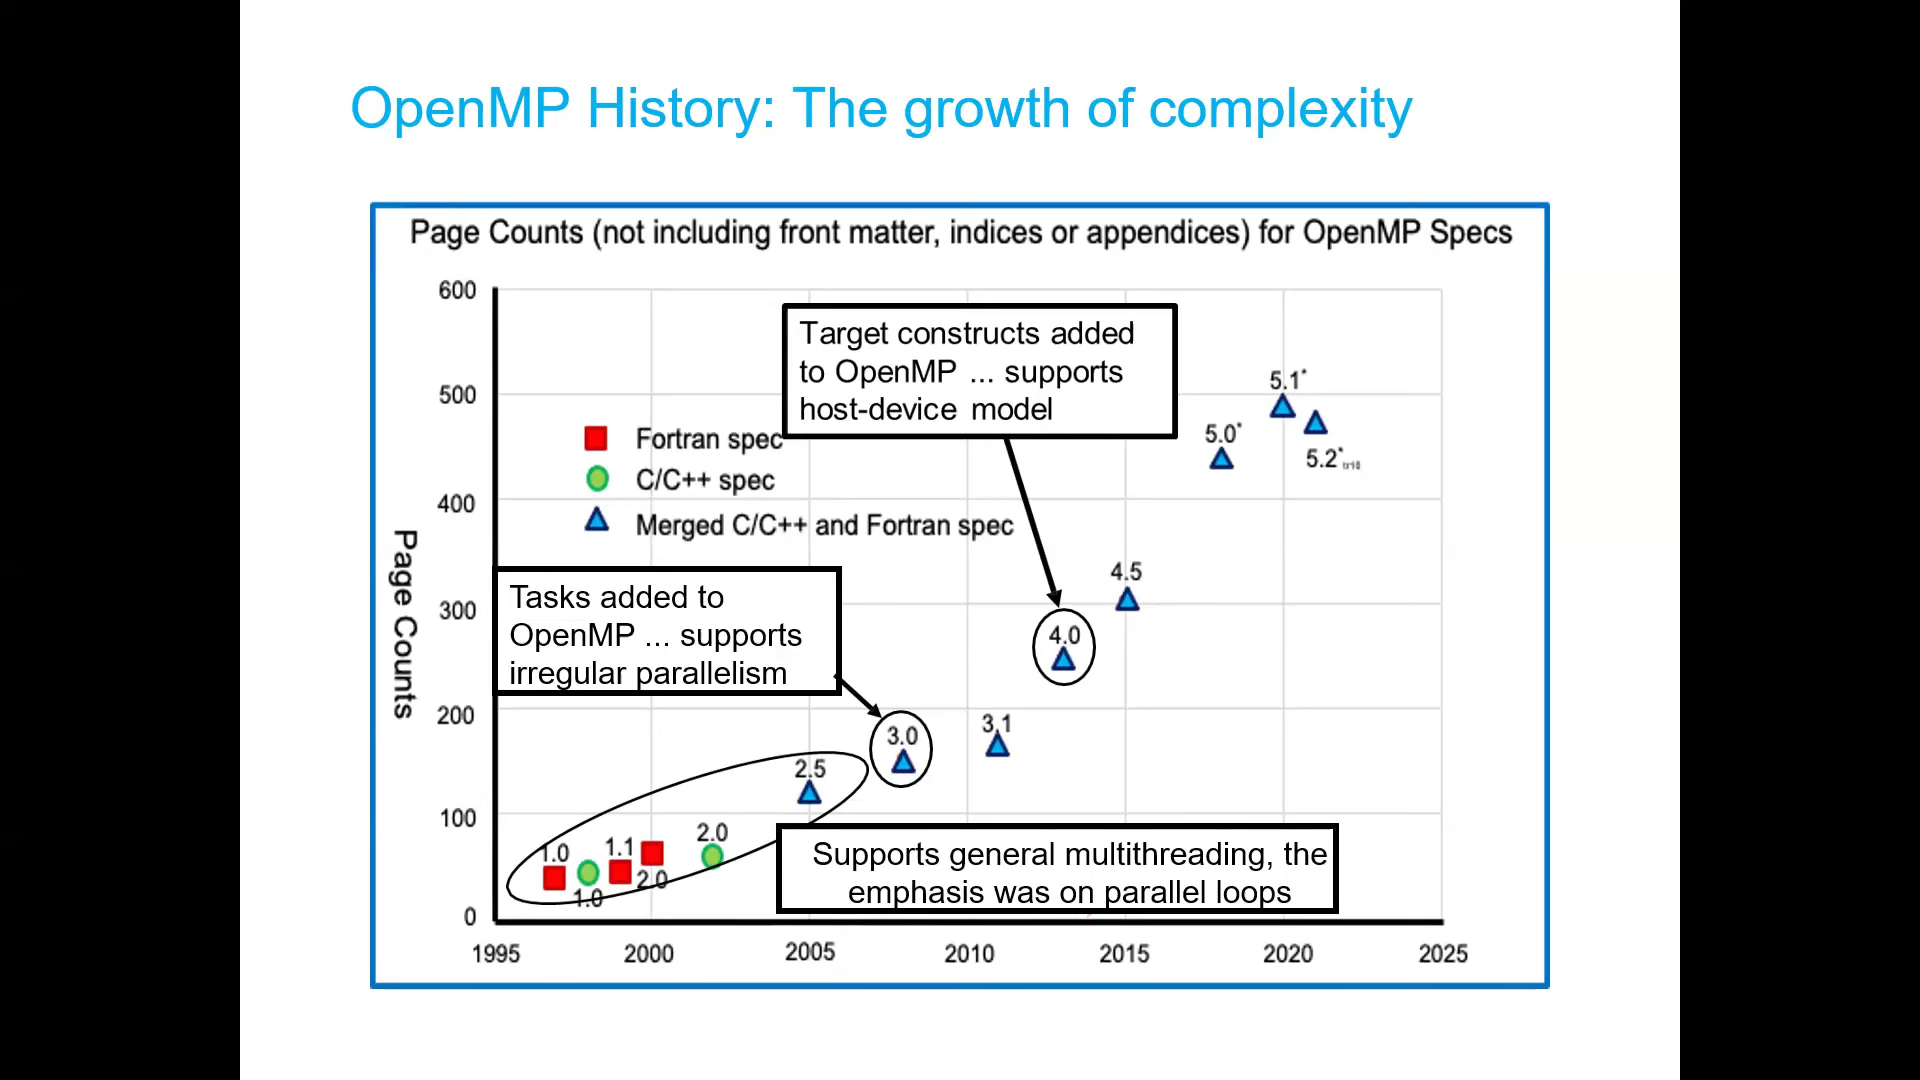 OpenMP History: The growth of complexity
Page Counts (not including front matter, indices or appendices) for OpenMP Specs
600
500
400
300
200
100
0
Page Counts
Target constructs added
to OpenMP ... supports
host-device model
Fortran spec
C/C++ spec
Merged C/C++ and Fortran spec
Tasks added to
OpenMP ... supports
irregular parallelism
5.1*
5.0*
5.2*tr10
4.5
4.0
3.1
3.0
2.5
2.0
1.1
1.0
2.0
1.0
Supports general multithreading, the
emphasis was on parallel loops
1995 2000 2005 2010 2015 2020 2025